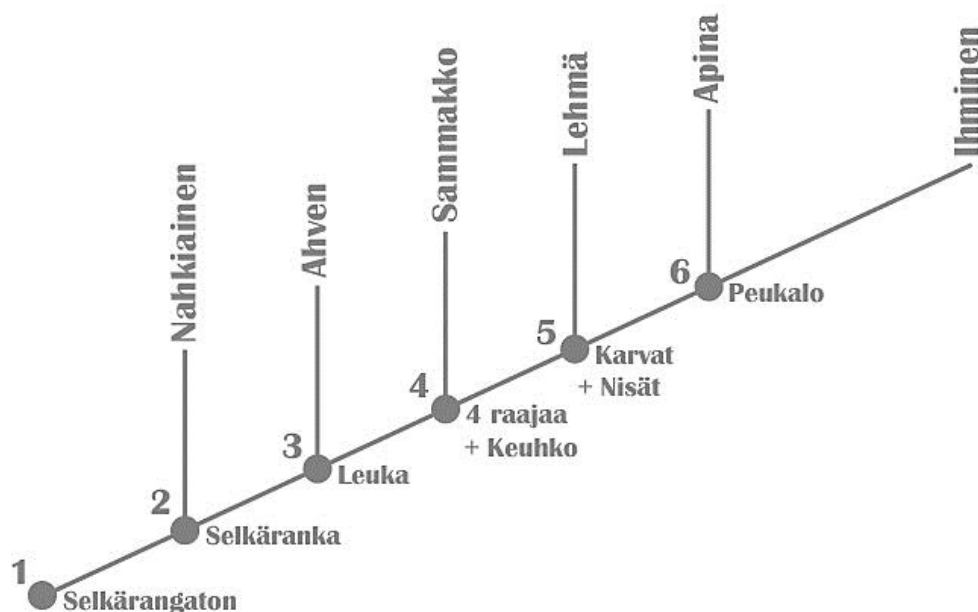 Nahkiainen
Ahven
Sammakko
Lehmä
Apina
Ihminen
6
Peukalo
5
Karvat
+ Nisät
4
4 raajaa
+ Keuhko
3
Leuka
2
Selkäranka
1
Selkärangaton